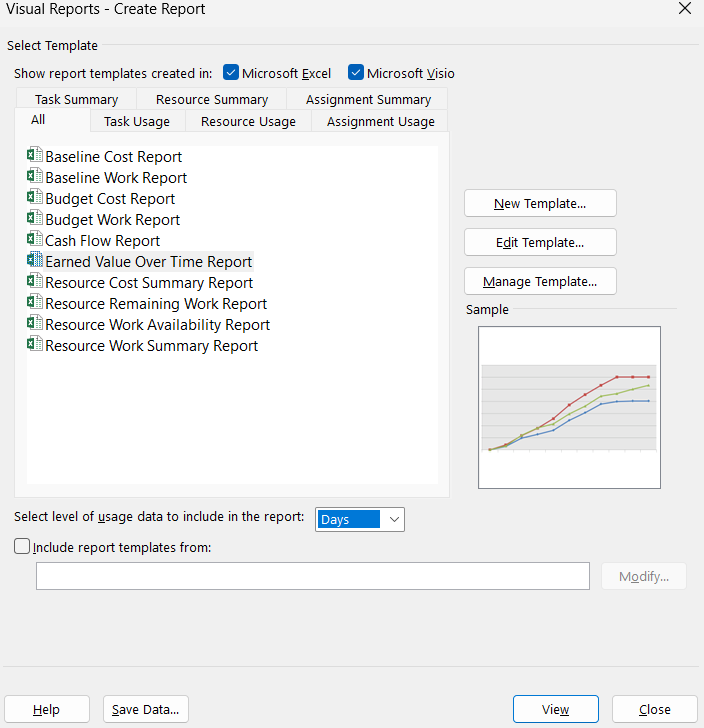 Visual Reports - Create Report
Select Template
Show report templates created in: Microsoft Excel Microsoft Visio
Task Summary Resource Summary Assignment Summary
All Task Usage Resource Usage Assignment Usage
Baseline Cost Report
Baseline Work Report
Budget Cost Report
Budget Work Report
Cash Flow Report
Earned Value Over Time Report
Resource Cost Summary Report
Resource Remaining Work Report
Resource Work Availability Report
Resource Work Summary Report
New Template...
Edit Template...
Manage Template...
Sample
Select level of usage data to include in the report: Days
Include report templates from:
Modify...
Help Save Data... View Close